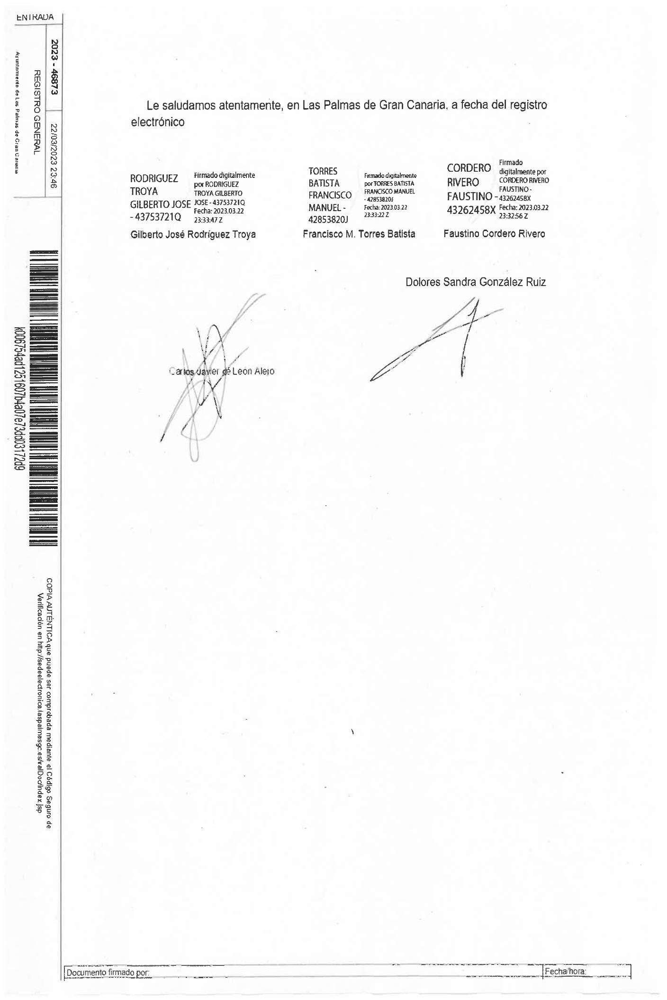 ENTRADA
2023 - 46873
22/03/2023 23:46
REGISTRO GENERAL
Ayuntamiento de Las Palmas de Gran Canaria
k006754ad1251607b4a07e73dd03172d9
COPIA AUTÉNTICA que puede ser comprobada mediante el Código Seguro de
Verificación en http://sedeelectronica.laspalmasgc.es/valDoc/index.jsp
Le saludamos atentamente, en Las Palmas de Gran Canaria, a fecha del registro
electrónico
RODRIGUEZ
TROYA
GILBERTO JOSE
- 43753721Q
Firmado digitalmente
por RODRIGUEZ
TROYA GILBERTO
JOSE - 43753721Q
Fecha: 2023.03.22
23:33:47 Z
Gilberto José Rodríguez Troya
TORRES
BATISTA
FRANCISCO
MANUEL -
42853820J
Firmado digitalmente
por TORRES BATISTA
FRANCISCO MANUEL
- 42853820J
Fecha: 2023.03.22
23:33:22 Z
Francisco M. Torres Batista
CORDERO
RIVERO
FAUSTINO -
43262458X
Firmado
digitalmente por
CORDERO RIVERO
FAUSTINO -
43262458X
Fecha: 2023.03.22
23:32:56 Z
Faustino Cordero Rivero
Dolores Sandra González Ruiz
Carlos Javier de León Alejo
Documento firmado por:
Fecha/hora: